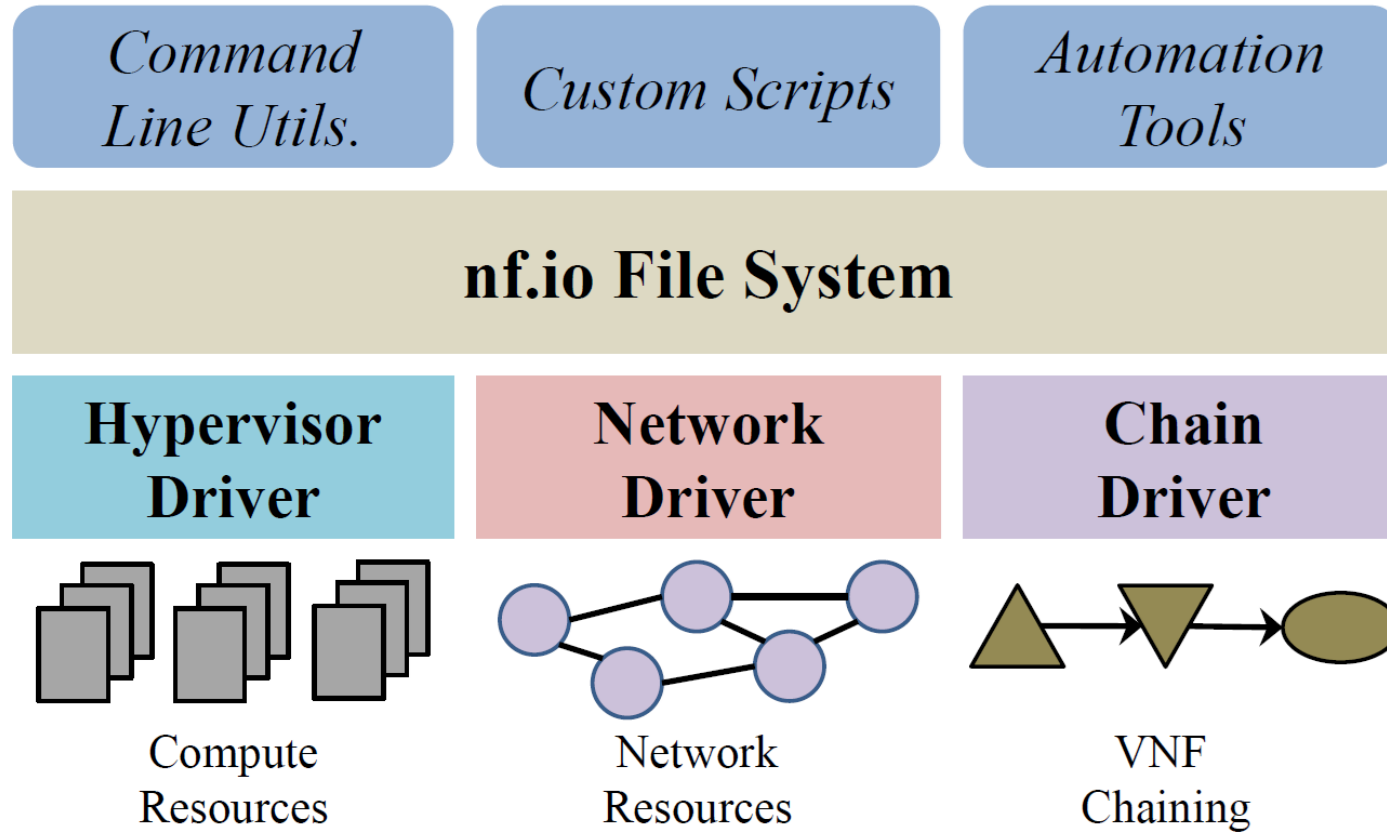 Command
Line Utils.
Custom Scripts
Automation
Tools
nf.io File System
Hypervisor
Driver
Network
Driver
Chain
Driver
Compute
Resources
Network
Resources
VNF
Chaining